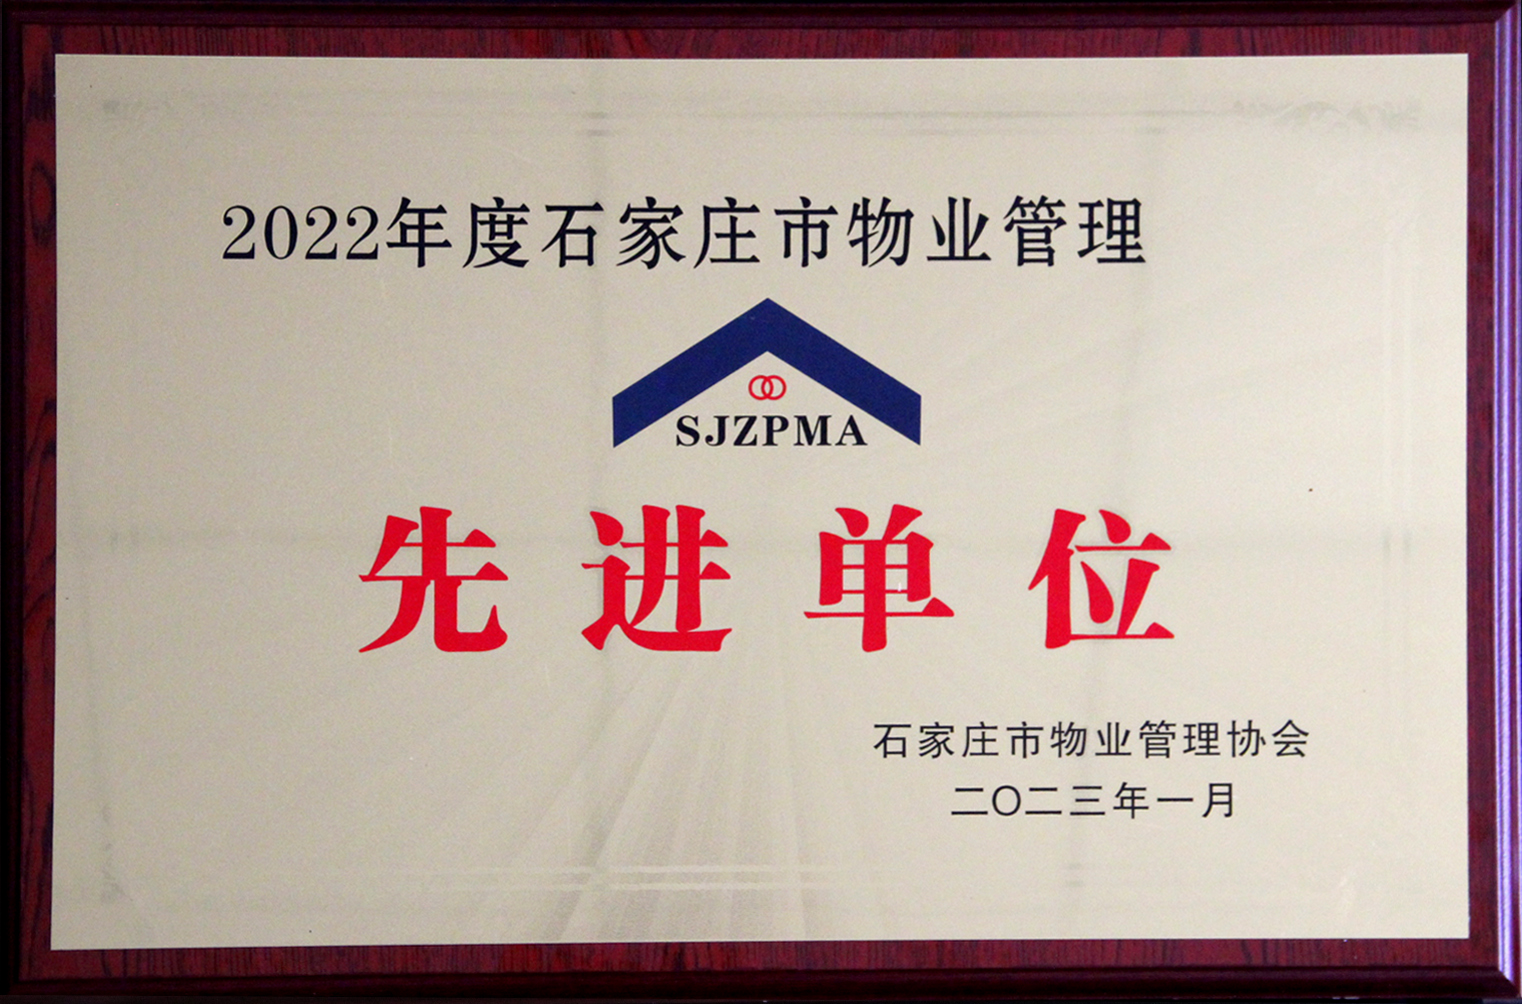 2022年度石家庄市物业管理
SJZPMA
先进单位
石家庄市物业管理协会
二〇二三年一月